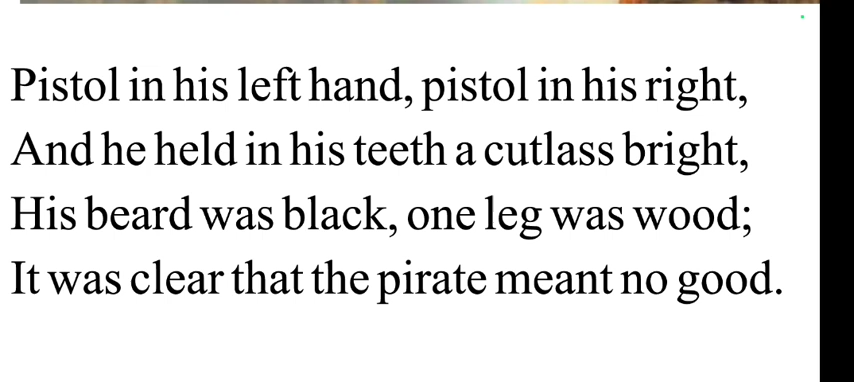 Pistol in his left hand, pistol in his right,
And he held in his teeth a cutlass bright,
His beard was black, one leg was wood;
It was clear that the pirate meant no good.